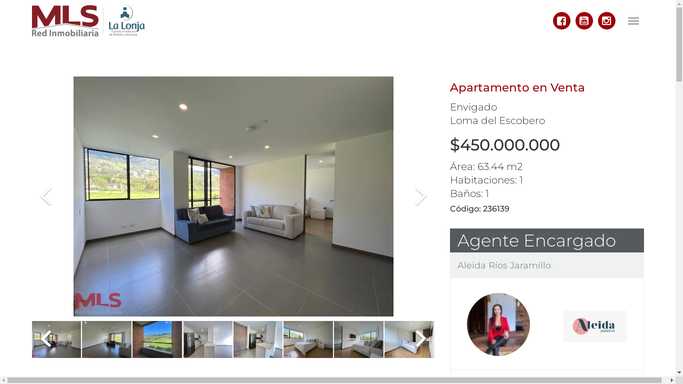 MLS
Red Inmobiliaria
La Lonja
Apartamento en Venta
Envigado
Loma del Escobero
$450.000.000
Área: 63.44 m2
Habitaciones: 1
Baños: 1
Código: 236139
MLS
Agente Encargado
Aleida Ríos Jaramillo
Aleida